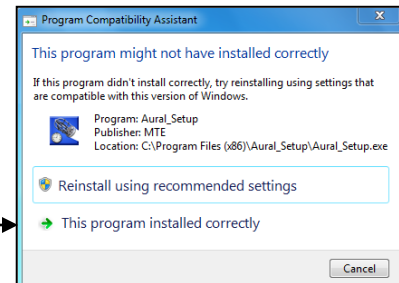 Program Compatibility Assistant
This program might not have installed correctly
If this program didn't install correctly, try reinstalling using settings that
are compatible with this version of Windows.
Program: Aural_Setup
Publisher: MTE
Location: C:\Program Files (x86)\Aural_Setup\Aural_Setup.exe
Reinstall using recommended settings
This program installed correctly
Cancel